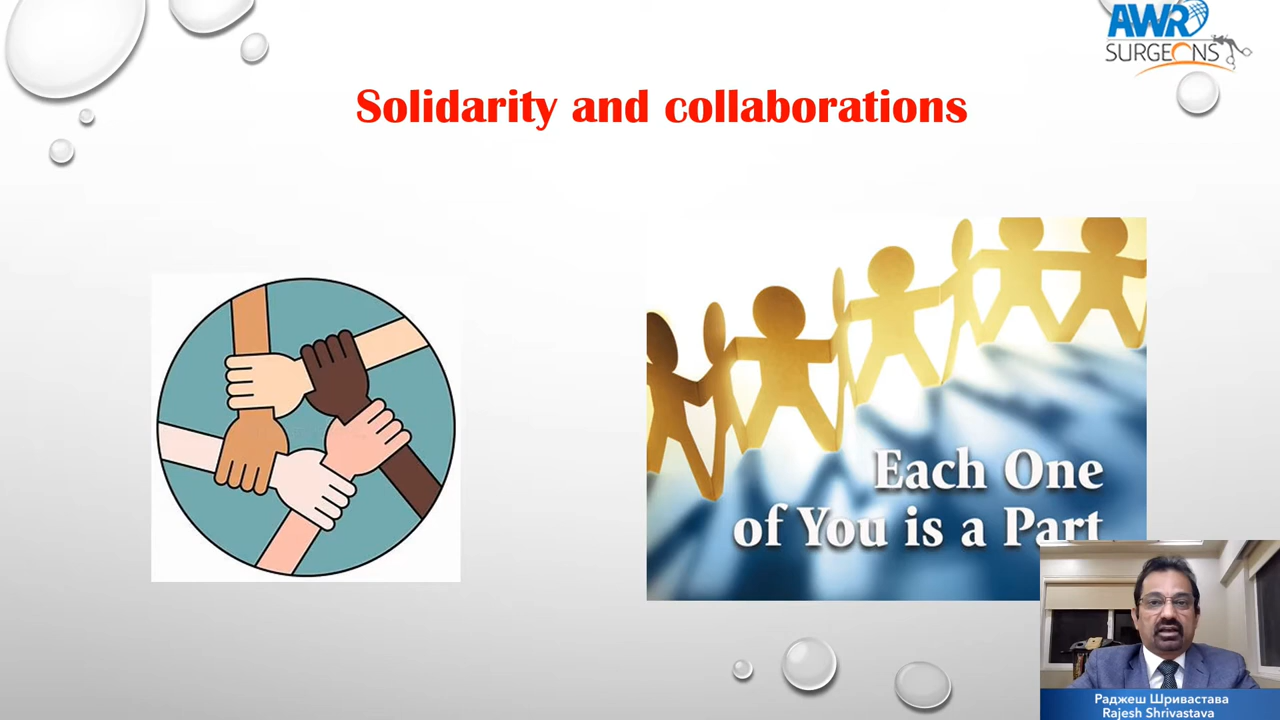 AWR
SURGEONS
Solidarity and collaborations
Each One
of You is a Part
Раджеш Шривастава
Rajesh Shrivastava